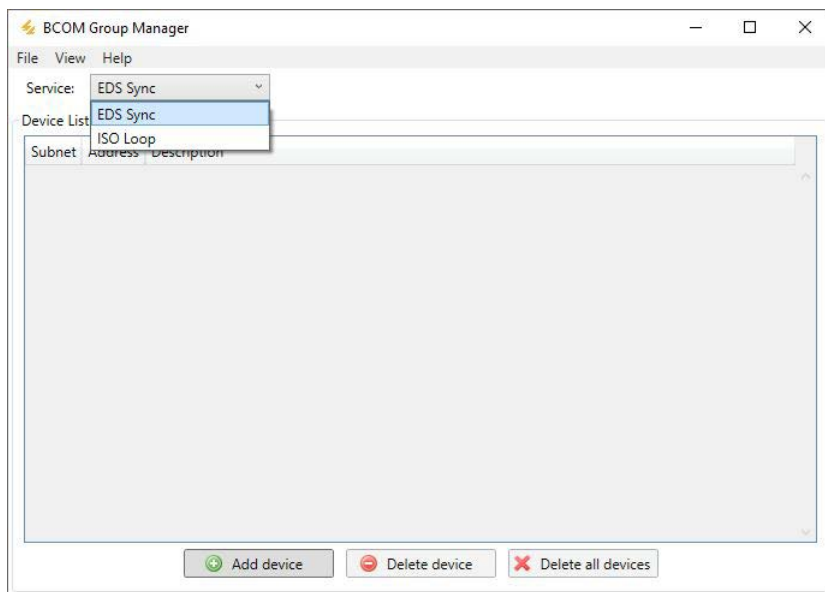 BCOM Group Manager
File View Help
Service: EDS Sync
EDS Sync
Device List
ISO Loop
Subnet Address Description
Add device Delete device Delete all devices